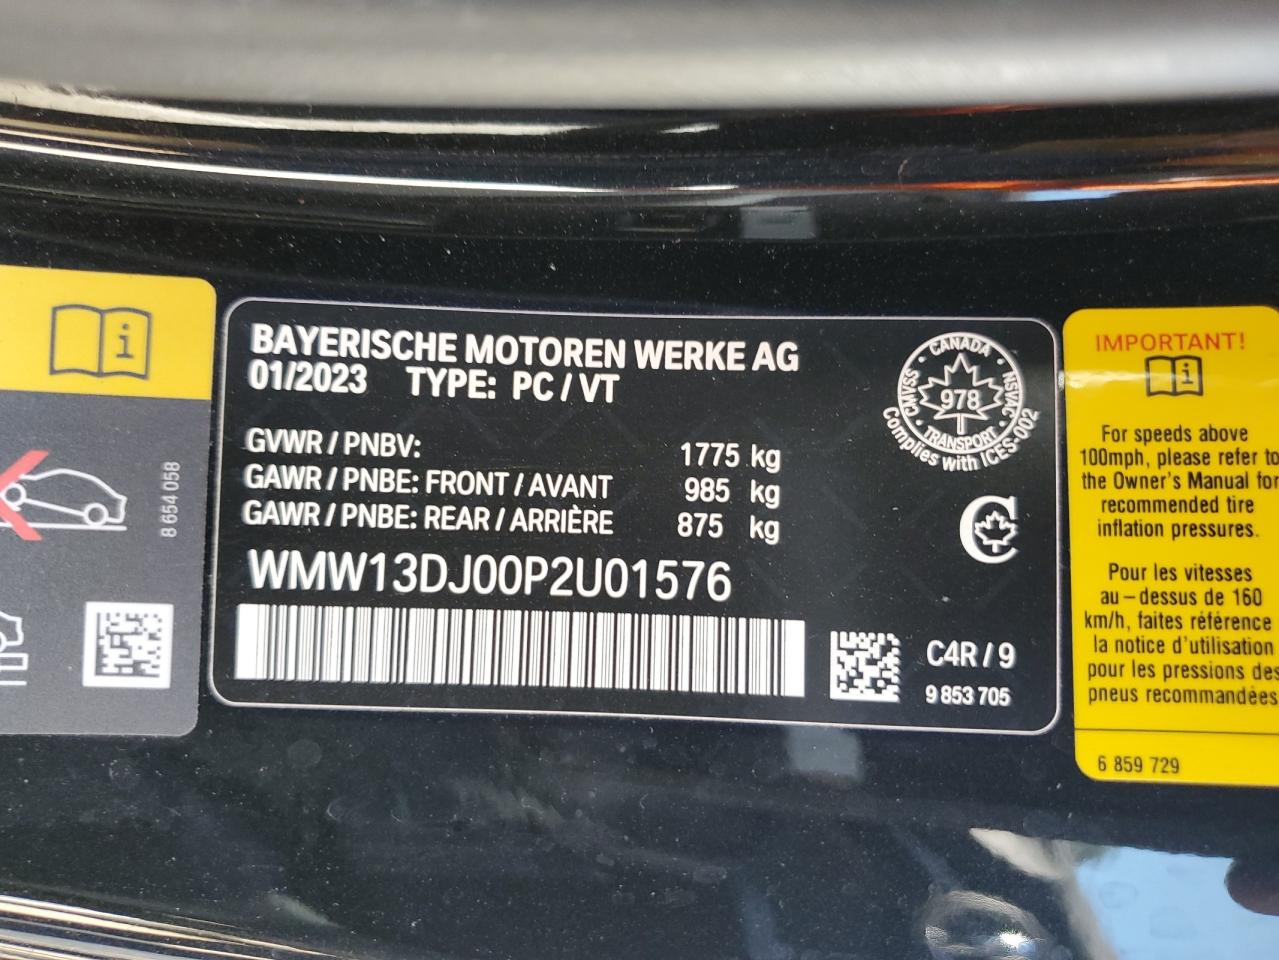 8 654 058
BAYERISCHE MOTOREN WERKE AG
01/2023 TYPE: PC / VT
GVWR / PNBV: 1775 kg
GAWR / PNBE: FRONT / AVANT 985 kg
GAWR / PNBE: REAR / ARRIÈRE 875 kg
WMW13DJ00P2U01576
CANADA
CMVSS NSVAC
978
TRANSPORT
Complies with ICES-002
C4R / 9
9 853 705
IMPORTANT!
For speeds above
100mph, please refer to
the Owner's Manual for
recommended tire
inflation pressures.
Pour les vitesses
au – dessus de 160
km/h, faites référence
la notice d'utilisation
pour les pressions des
pneus recommandées
6 859 729